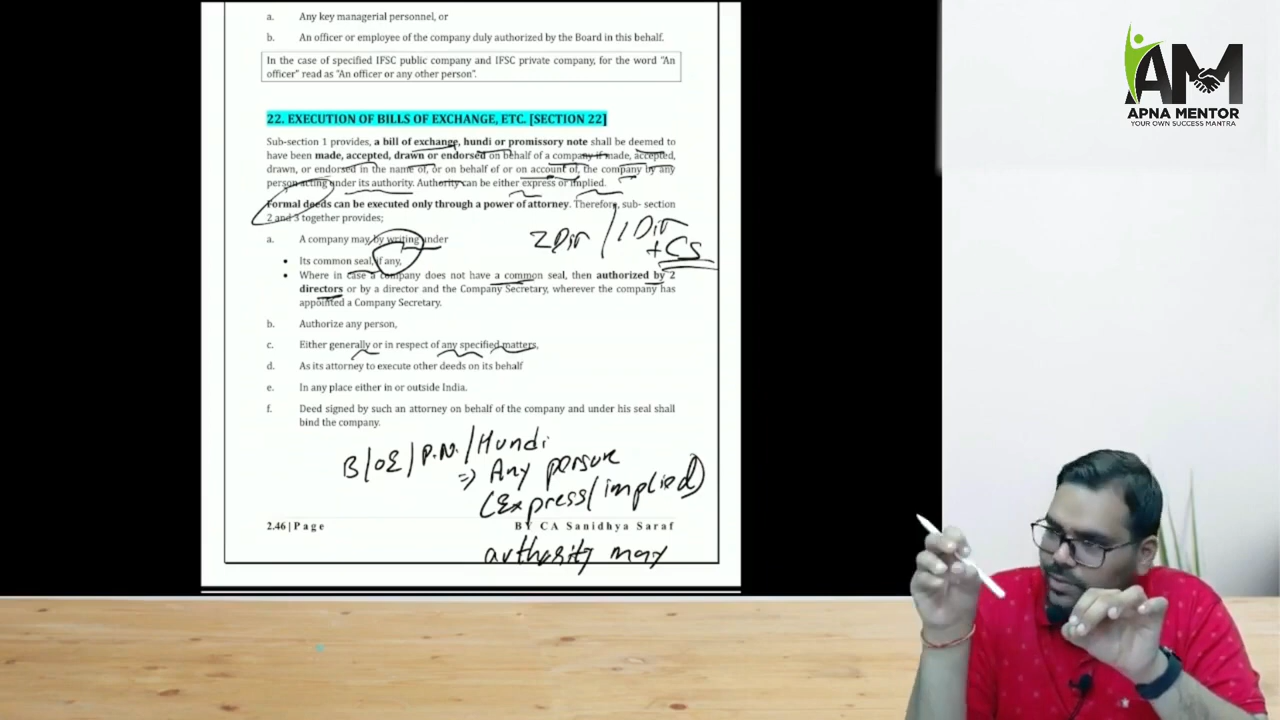 a. Any key managerial personnel, or
b. An officer or employee of the company duly authorized by the Board in this behalf.
In the case of specified IFSC public company and IFSC private company, for the word "An
officer" read as "An officer or any other person".
22. EXECUTION OF BILLS OF EXCHANGE, ETC. [SECTION 22]
Sub-section 1 provides, a bill of exchange, hundi or promissory note shall be deemed to
have been made, accepted, drawn or endorsed on behalf of a company if made, accepted,
drawn, or endorsed in the name of, or on behalf of or on account of, the company by any
person acting under its authority. Authority can be either express or implied.
Formal deeds can be executed only through a power of attorney. Therefore, sub- section
2 and 3 together provides;
a. A company may, by writing under
2 Dir / 1 Dir
+ CS
• Its common seal, if any,
• Where in case a company does not have a common seal, then authorized by 2
directors or by a director and the Company Secretary, wherever the company has
appointed a Company Secretary.
b. Authorize any person,
c. Either generally or in respect of any specified matters,
d. As its attorney to execute other deeds on its behalf
e. In any place either in or outside India.
f. Deed signed by such an attorney on behalf of the company and under his seal shall
bind the company.
B/OE/P.N./Hundi
⇒ Any person
(Express/implied)
2.46 | Page
BY CA Sanidhya Saraf
authority may
AM
APNA MENTOR
YOUR OWN SUCCESS MANTRA